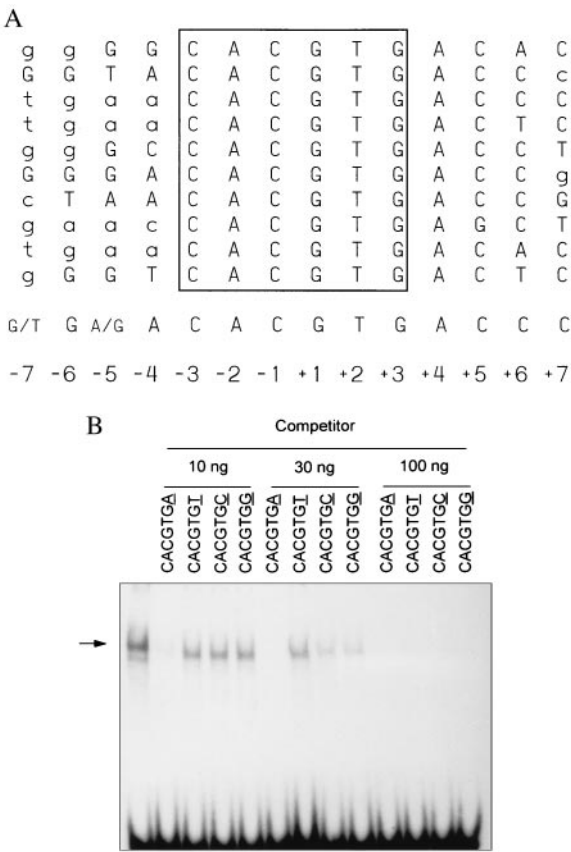 A
g g G G C A C G T G A C A C
G G T A C A C G T G A C C c
t g a a C A C G T G A C C C
t g a a C A C G T G A C T C
g g G C C A C G T G A C C T
G G G A C A C G T G A C C g
c T A A C A C G T G A C C G
g a a c C A C G T G A G C T
t g a a C A C G T G A C A C
g G G T C A C G T G A C T C
G/T G A/G A C A C G T G A C C C
-7 -6 -5 -4 -3 -2 -1 +1 +2 +3 +4 +5 +6 +7
B
Competitor
10 ng 30 ng 100 ng
CACGTGA CACGTGT CACGTGC CACGTGG CACGTGA CACGTGT CACGTGC CACGTGG CACGTGA CACGTGT CACGTGC CACGTGG